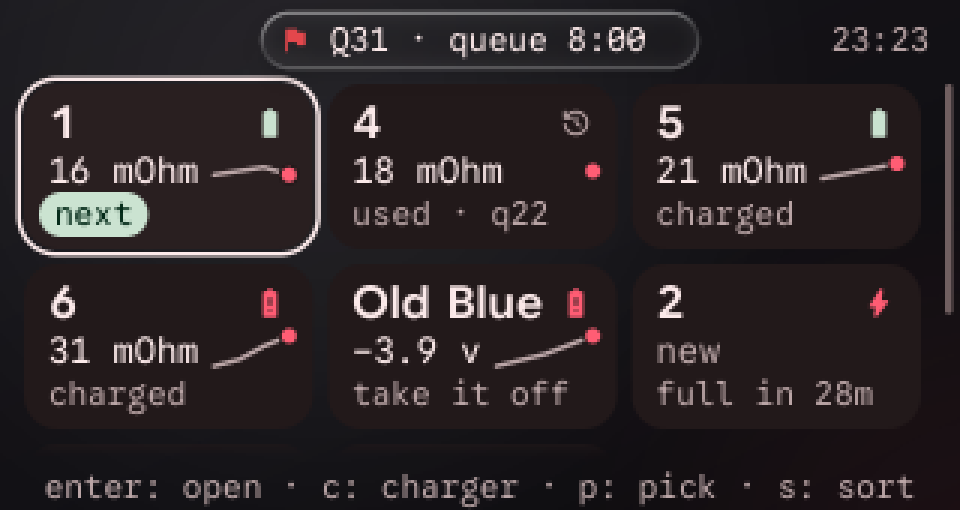 Q31 · queue 8:00
23:23
1
16 mOhm
next
4
18 mOhm
used · q22
5
21 mOhm
charged
6
31 mOhm
charged
Old Blue
-3.9 v
take it off
2
new
full in 28m
enter: open · c: charger · p: pick · s: sort